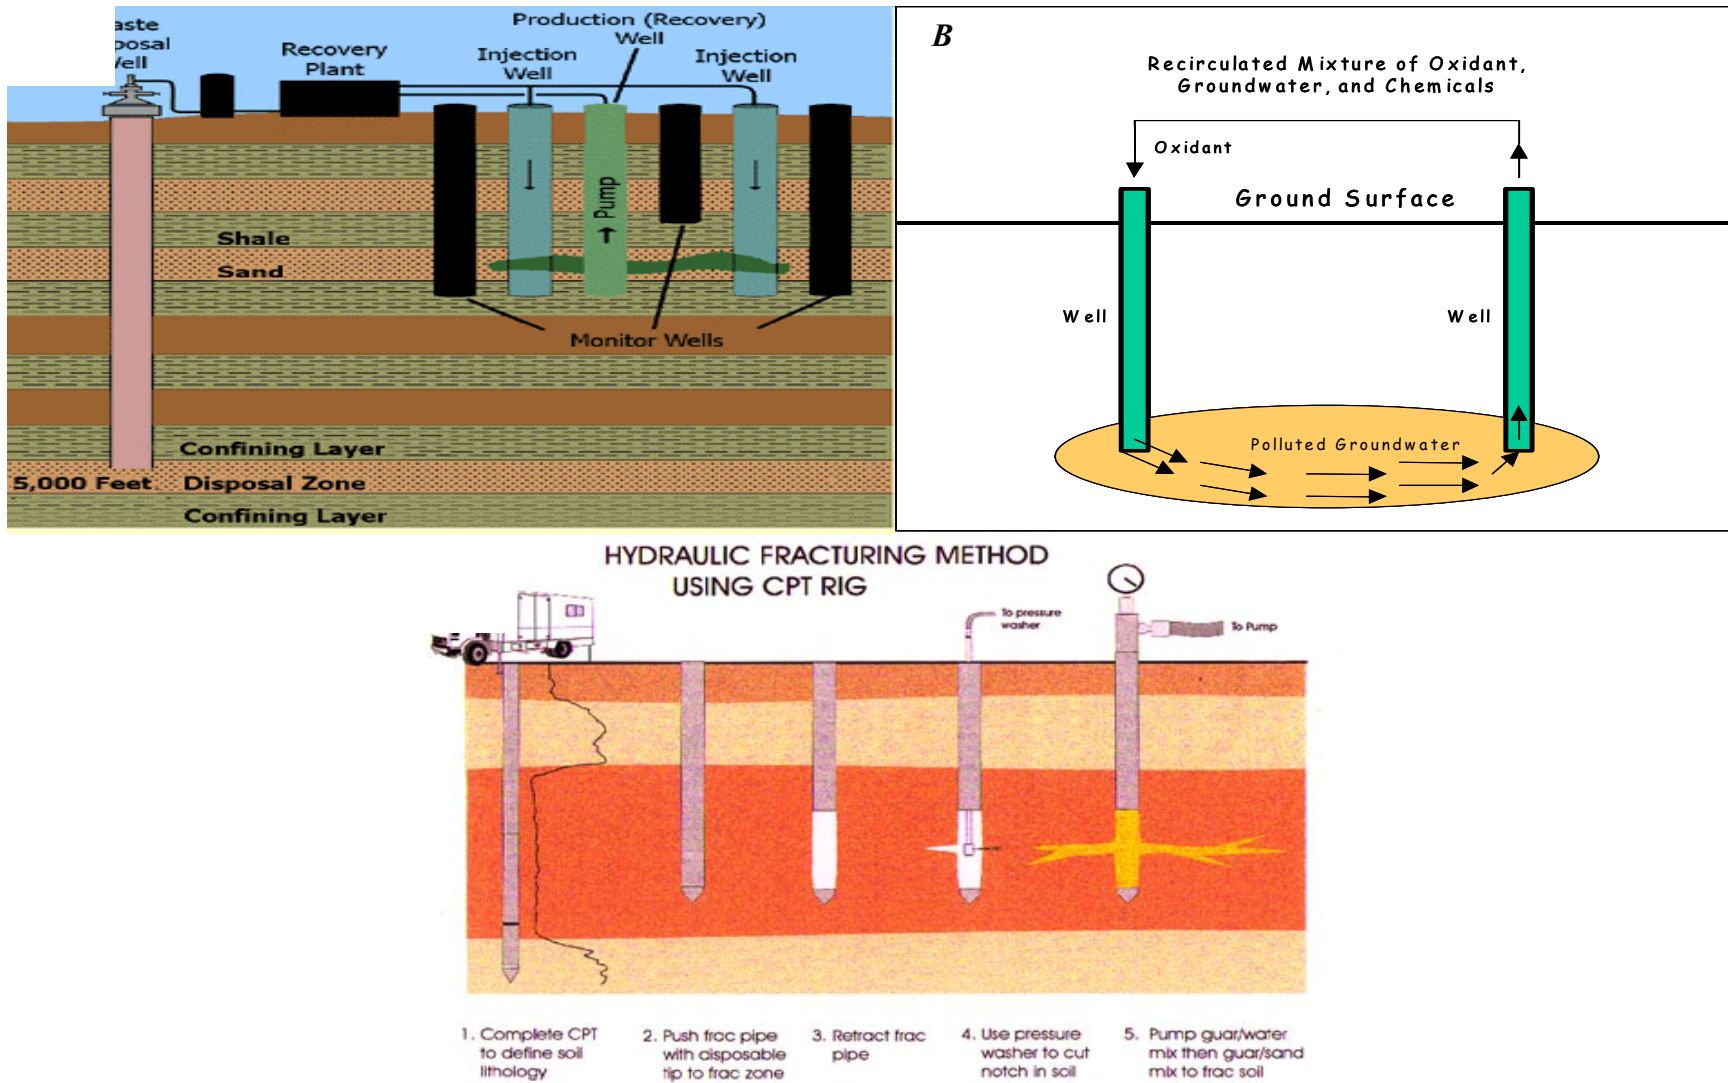 aste
posal
ell
Recovery
Plant
Production (Recovery)
Well
Injection
Well
Injection
Well
Pump
Shale
Sand
Monitor Wells
Confining Layer
5,000 Feet.
Disposal Zone
Confining Layer
B
Recirculated Mixture of Oxidant,
Groundwater, and Chemicals
Oxidant
Ground Surface
Well
Well
Polluted Groundwater
HYDRAULIC FRACTURING METHOD
USING CPT RIG
To pressure
washer
To Pump
1. Complete CPT
to define soil
lithology
2. Push frac pipe
with disposable
tip to frac zone
3. Retract frac
pipe
4. Use pressure
washer to cut
notch in soil
5. Pump guar/water
mix then guar/sand
mix to frac soil